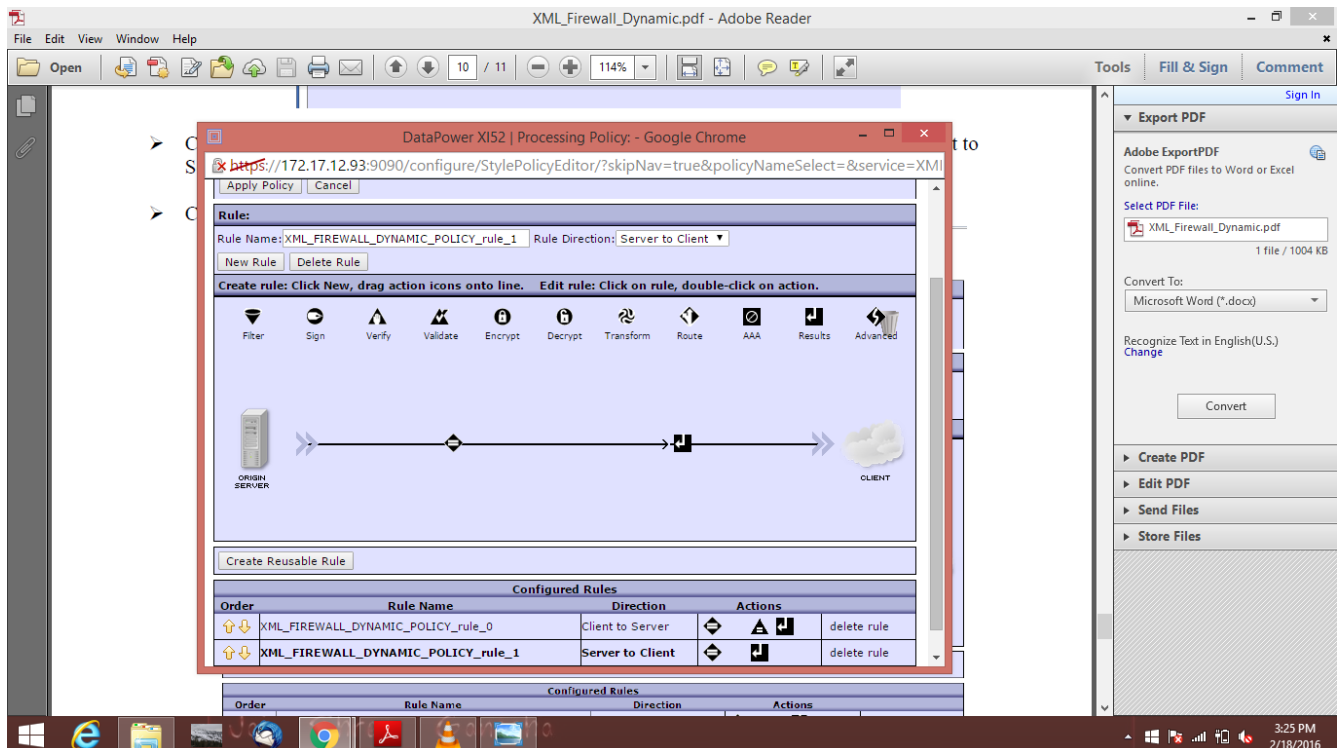 XML_Firewall_Dynamic.pdf - Adobe Reader
File Edit View Window Help
Open 10 / 11 114% Tools Fill & Sign Comment
Sign In
Export PDF
Adobe ExportPDF
Convert PDF files to Word or Excel online.
Select PDF File:
XML_Firewall_Dynamic.pdf
1 file / 1004 KB
Convert To:
Microsoft Word (*.docx)
Recognize Text in English(U.S.)
Change
Convert
Create PDF
Edit PDF
Send Files
Store Files
C
t to
S
C
DataPower XI52 | Processing Policy: - Google Chrome
https://172.17.12.93:9090/configure/StylePolicyEditor/?skipNav=true&policyNameSelect=&service=XMI
Apply Policy Cancel
Rule:
Rule Name: XML_FIREWALL_DYNAMIC_POLICY_rule_1 Rule Direction: Server to Client
New Rule Delete Rule
Create rule: Click New, drag action icons onto line. Edit rule: Click on rule, double-click on action.
Filter Sign Verify Validate Encrypt Decrypt Transform Route AAA Results Advanced
ORIGIN SERVER
CLIENT
Create Reusable Rule
Configured Rules
Order Rule Name Direction Actions
XML_FIREWALL_DYNAMIC_POLICY_rule_0 Client to Server delete rule
XML_FIREWALL_DYNAMIC_POLICY_rule_1 Server to Client delete rule
Configured Rules
Order Rule Name Direction Actions
3:25 PM
2/18/2016